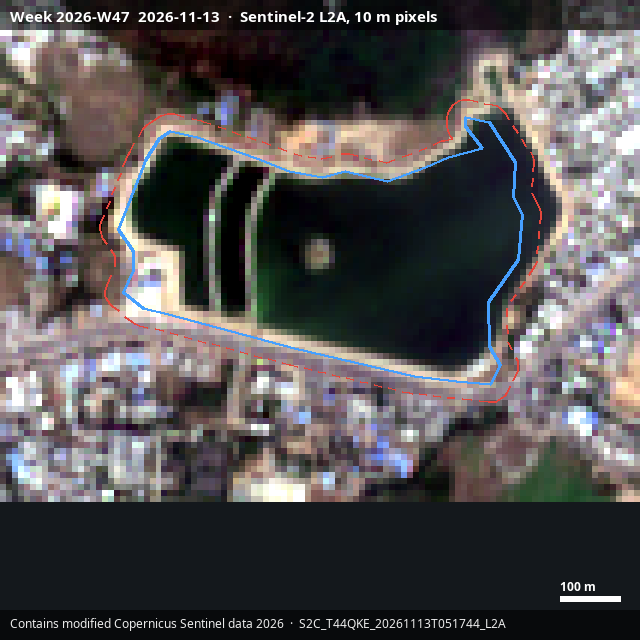 Week 2026-W47 2026-11-13 · Sentinel-2 L2A, 10 m pixels
100 m
Contains modified Copernicus Sentinel data 2026 · S2C_T44QKE_20261113T051744_L2A